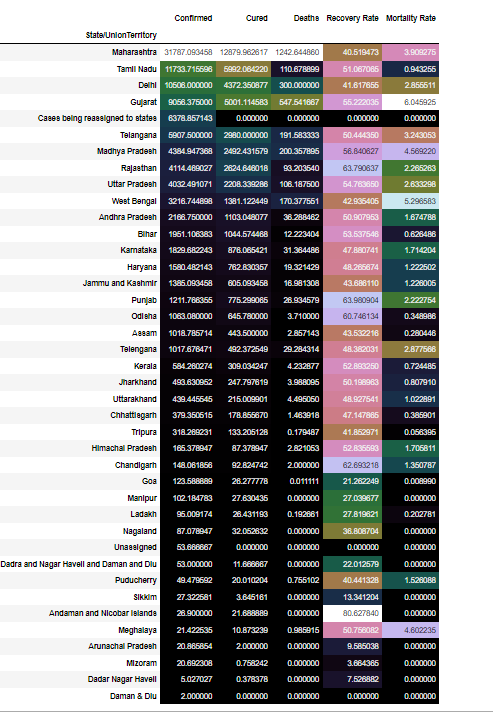 Confirmed Cured Deaths Recovery Rate Mortality Rate
State/UnionTerritory
Maharashtra 31787.093458 12879.962617 1242.644860 40.519473 3.909275
Tamil Nadu 11733.715596 5992.064220 110.678899 51.067065 0.943255
Delhi 10506.000000 4372.350877 300.000000 41.617655 2.855511
Gujarat 9056.375000 5001.114583 547.541667 55.222035 6.045925
Cases being reassigned to states 6378.857143 0.000000 0.000000 0.000000 0.000000
Telangana 5907.500000 2980.000000 191.583333 50.444350 3.243053
Madhya Pradesh 4384.947368 2492.431579 200.357895 56.840627 4.569220
Rajasthan 4114.469027 2624.646018 93.203540 63.790637 2.265263
Uttar Pradesh 4032.491071 2208.339286 106.187500 54.763650 2.633298
West Bengal 3216.744898 1381.122449 170.377551 42.935405 5.296583
Andhra Pradesh 2166.750000 1103.048077 36.288462 50.907953 1.674788
Bihar 1951.106383 1044.574468 12.223404 53.537546 0.626486
Karnataka 1829.682243 876.065421 31.364486 47.880741 1.714204
Haryana 1580.482143 762.830357 19.321429 48.265674 1.222502
Jammu and Kashmir 1385.093458 605.093458 16.981308 43.686110 1.226005
Punjab 1211.766355 775.299065 26.934579 63.980904 2.222754
Odisha 1063.080000 645.780000 3.710000 60.746134 0.348986
Assam 1018.785714 443.500000 2.857143 43.532216 0.280446
Telengana 1017.676471 492.372549 29.284314 48.382031 2.877566
Kerala 584.260274 309.034247 4.232877 52.893250 0.724485
Jharkhand 493.630952 247.797619 3.988095 50.198963 0.807910
Uttarakhand 439.445545 215.009901 4.495050 48.927541 1.022891
Chhattisgarh 379.350515 178.855670 1.463918 47.147865 0.385901
Tripura 318.269231 133.205128 0.179487 41.852971 0.056395
Himachal Pradesh 165.378947 87.378947 2.821053 52.835593 1.705811
Chandigarh 148.061856 92.824742 2.000000 62.693218 1.350787
Goa 123.588889 26.277778 0.011111 21.262249 0.008990
Manipur 102.184783 27.630435 0.000000 27.039677 0.000000
Ladakh 95.009174 26.431193 0.192661 27.819621 0.202781
Nagaland 87.078947 32.052632 0.000000 36.808704 0.000000
Unassigned 53.666667 0.000000 0.000000 0.000000 0.000000
Dadra and Nagar Haveli and Daman and Diu 53.000000 11.666667 0.000000 22.012579 0.000000
Puducherry 49.479592 20.010204 0.755102 40.441328 1.526088
Sikkim 27.322581 3.645161 0.000000 13.341204 0.000000
Andaman and Nicobar Islands 26.900000 21.688889 0.000000 80.627840 0.000000
Meghalaya 21.422535 10.873239 0.985915 50.756082 4.602235
Arunachal Pradesh 20.865854 2.000000 0.000000 9.585038 0.000000
Mizoram 20.692308 0.758242 0.000000 3.664365 0.000000
Dadar Nagar Haveli 5.027027 0.378378 0.000000 7.526882 0.000000
Daman & Diu 2.000000 0.000000 0.000000 0.000000 0.000000